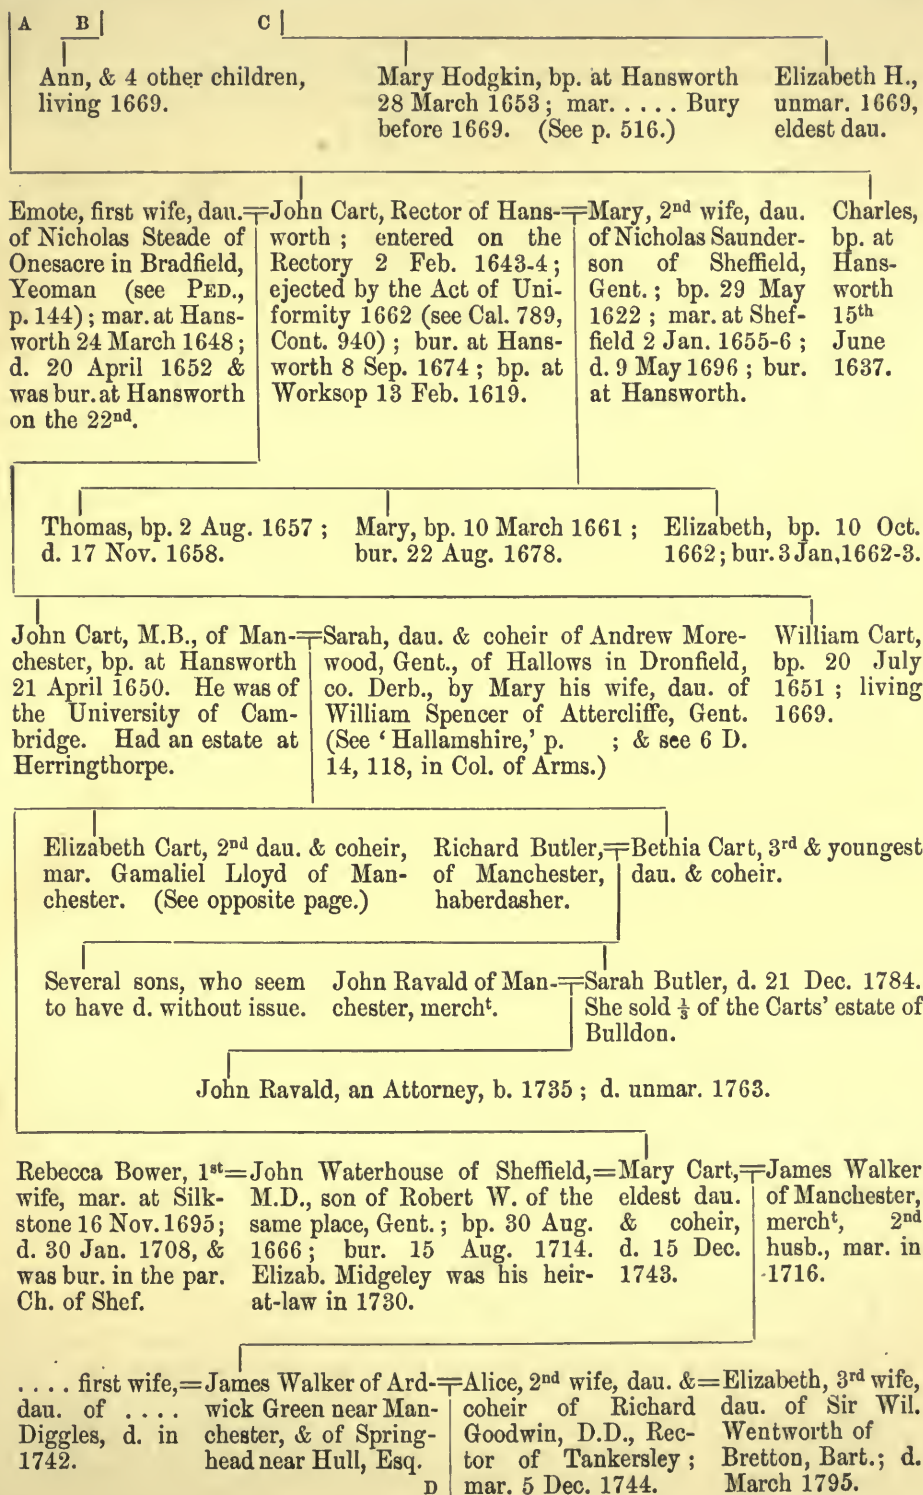 A B C
Ann, & 4 other children,
living 1669.
Mary Hodgkin, bp. at Hansworth
28 March 1653 ; mar. . . . . . Bury
before 1669. (See p. 516.)
Elizabeth H.,
unmar. 1669,
eldest dau.
Emote, first wife, dau.
of Nicholas Steade of
Onesacre in Bradfield,
Yeoman (see PED.,
p. 144) ; mar. at Hans-
worth 24 March 1648 ;
d. 20 April 1652 &
was bur. at Hansworth
on the 22nd.
=John Cart, Rector of Hans-
worth ; entered on the
Rectory 2 Feb. 1643-4 ;
ejected by the Act of Uni-
formity 1662 (see Cal. 789,
Cont. 940) ; bur. at Hans-
worth 8 Sep. 1674 ; bp. at
Worksop 13 Feb. 1619.
=Mary, 2nd wife, dau.
of Nicholas Saunder-
son of Sheffield,
Gent. ; bp. 29 May
1622 ; mar. at Shef-
field 2 Jan. 1655-6 ;
d. 9 May 1696 ; bur.
at Hansworth.
Charles,
bp. at
Hans-
worth
15th
June
1637.
Thomas, bp. 2 Aug. 1657 ;
d. 17 Nov. 1658.
Mary, bp. 10 March 1661 ;
bur. 22 Aug. 1678.
Elizabeth, bp. 10 Oct.
1662 ; bur. 3 Jan, 1662-3.
John Cart, M.B., of Man-
chester, bp. at Hansworth
21 April 1650. He was of
the University of Cam-
bridge. Had an estate at
Herringthorpe.
=Sarah, dau. & coheir of Andrew More-
wood, Gent., of Hallows in Dronfield,
co. Derb., by Mary his wife, dau. of
William Spencer of Attercliffe, Gent.
(See ‘Hallamshire,’ p.      ; & see 6 D.
14, 118, in Col. of Arms.)
William Cart,
bp. 20 July
1651 ; living
1669.
Elizabeth Cart, 2nd dau. & coheir,
mar. Gamaliel Lloyd of Man-
chester. (See opposite page.)
Richard Butler,
of Manchester,
haberdasher.
=Bethia Cart, 3rd & youngest
dau. & coheir.
Several sons, who seem
to have d. without issue.
John Ravald of Man-
chester, mercht.
=Sarah Butler, d. 21 Dec. 1784.
She sold ⅓ of the Carts’ estate of
Bulldon.
John Ravald, an Attorney, b. 1735 ; d. unmar. 1763.
Rebecca Bower, 1st
wife, mar. at Silk-
stone 16 Nov. 1695 ;
d. 30 Jan. 1708, &
was bur. in the par.
Ch. of Shef.
=John Waterhouse of Sheffield,
M.D., son of Robert W. of the
same place, Gent. ; bp. 30 Aug.
1666 ; bur. 15 Aug. 1714.
Elizab. Midgeley was his heir-
at-law in 1730.
=Mary Cart,
eldest dau.
& coheir,
d. 15 Dec.
1743.
=James Walker
of Manchester,
mercht, 2nd
husb., mar. in
1716.
. . . . first wife,
dau. of . . . .
Diggles, d. in
1742.
=James Walker of Ard-
wick Green near Man-
chester, & of Spring-
head near Hull, Esq.
D
=Alice, 2nd wife, dau. &
coheir of Richard
Goodwin, D.D., Rec-
tor of Tankersley ;
mar. 5 Dec. 1744.
=Elizabeth, 3rd wife,
dau. of Sir Wil.
Wentworth of
Bretton, Bart. ; d.
March 1795.